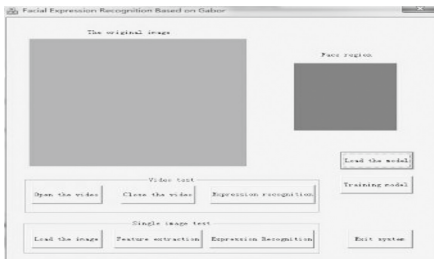 Facial Expression Recognition Based on Gabor
The original image
Face region
Load the model
Training model
Video test
Open the video
Close the video
Expression recognition
Single image test
Load the image
Feature extraction
Expression Recognition
Exit system